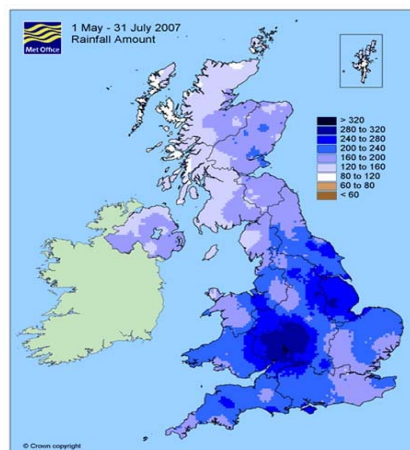 Met Office
1 May - 31 July 2007
Rainfall Amount
> 320
280 to 320
240 to 280
200 to 240
160 to 200
120 to 160
80 to 120
60 to 80
< 60
© Crown copyright